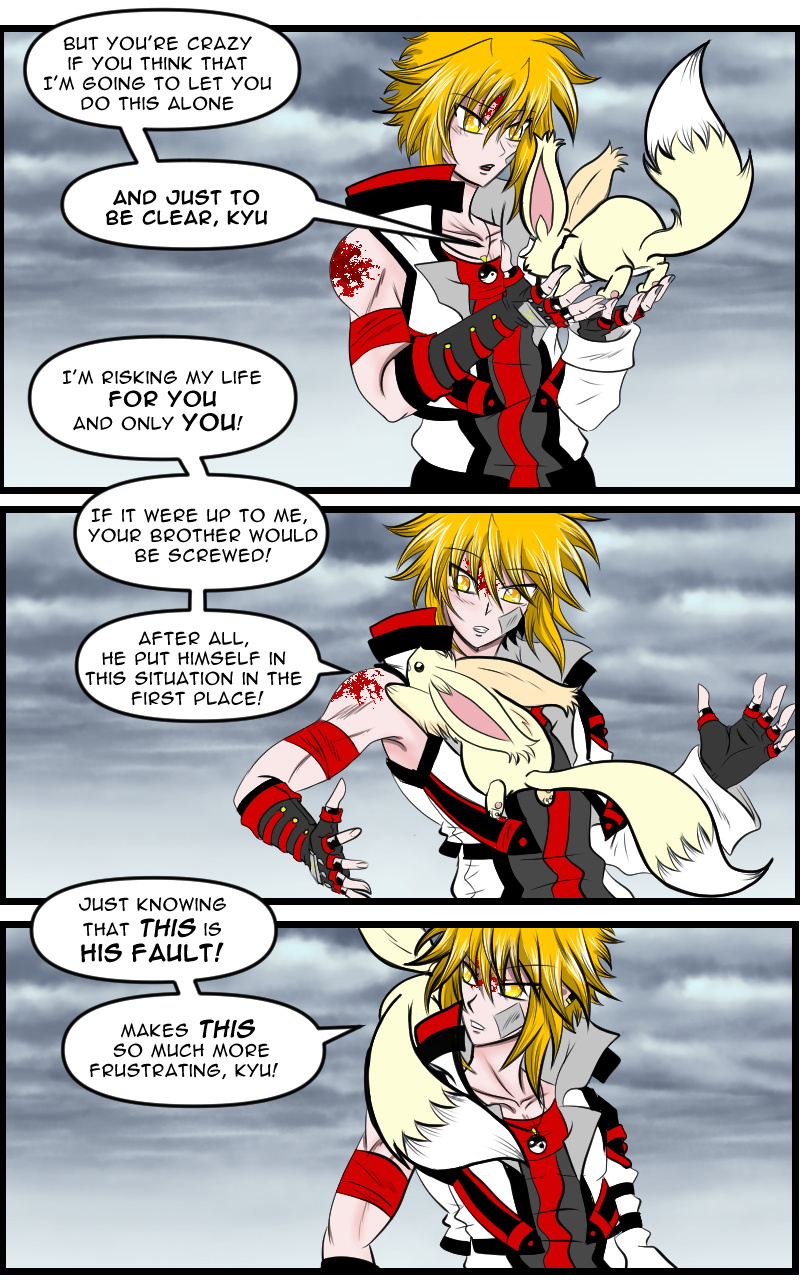 BUT YOU'RE CRAZY
IF YOU THINK THAT
I'M GOING TO LET YOU
DO THIS ALONE
AND JUST TO
BE CLEAR, KYU
I'M RISKING MY LIFE
FOR YOU
AND ONLY YOU!
IF IT WERE UP TO ME,
YOUR BROTHER WOULD
BE SCREWED!
AFTER ALL,
HE PUT HIMSELF IN
THIS SITUATION IN THE
FIRST PLACE!
JUST KNOWING
THAT THIS IS
HIS FAULT!
MAKES THIS
SO MUCH MORE
FRUSTRATING, KYU!